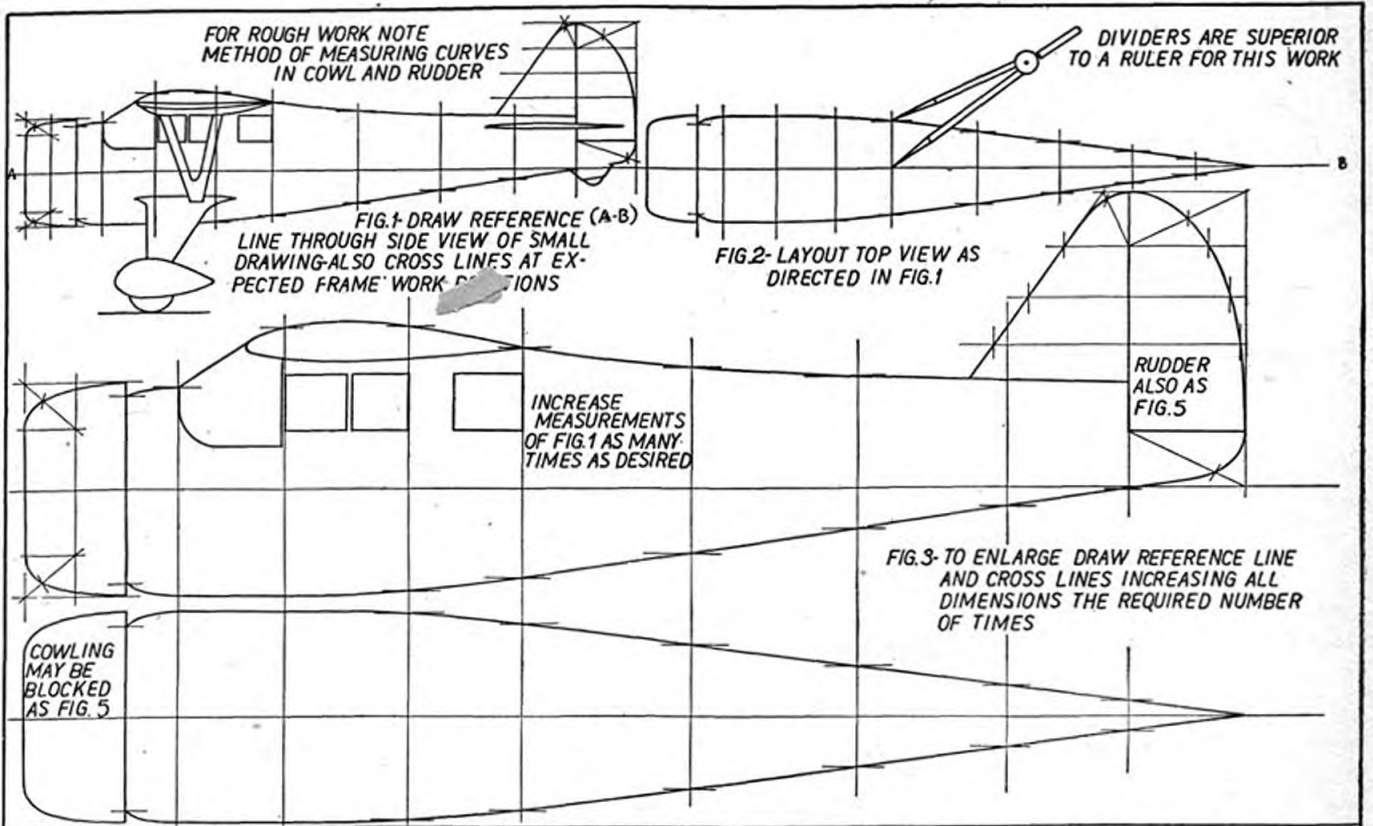 FOR ROUGH WORK NOTE
METHOD OF MEASURING CURVES
IN COWL AND RUDDER
DIVIDERS ARE SUPERIOR
TO A RULER FOR THIS WORK
A
B
FIG.1-DRAW REFERENCE (A-B)
LINE THROUGH SIDE VIEW OF SMALL
DRAWING-ALSO CROSS LINES AT EX-
PECTED FRAME WORK
FIG.2-LAYOUT TOP VIEW AS
DIRECTED IN FIG.1
INCREASE
MEASUREMENTS
OF FIG.1 AS MANY
TIMES AS DESIRED
RUDDER
ALSO AS
FIG.5
FIG.3-TO ENLARGE DRAW REFERENCE LINE
AND CROSS LINES INCREASING ALL
DIMENSIONS THE REQUIRED NUMBER
OF TIMES
COWLING
MAY BE
BLOCKED
AS FIG.5